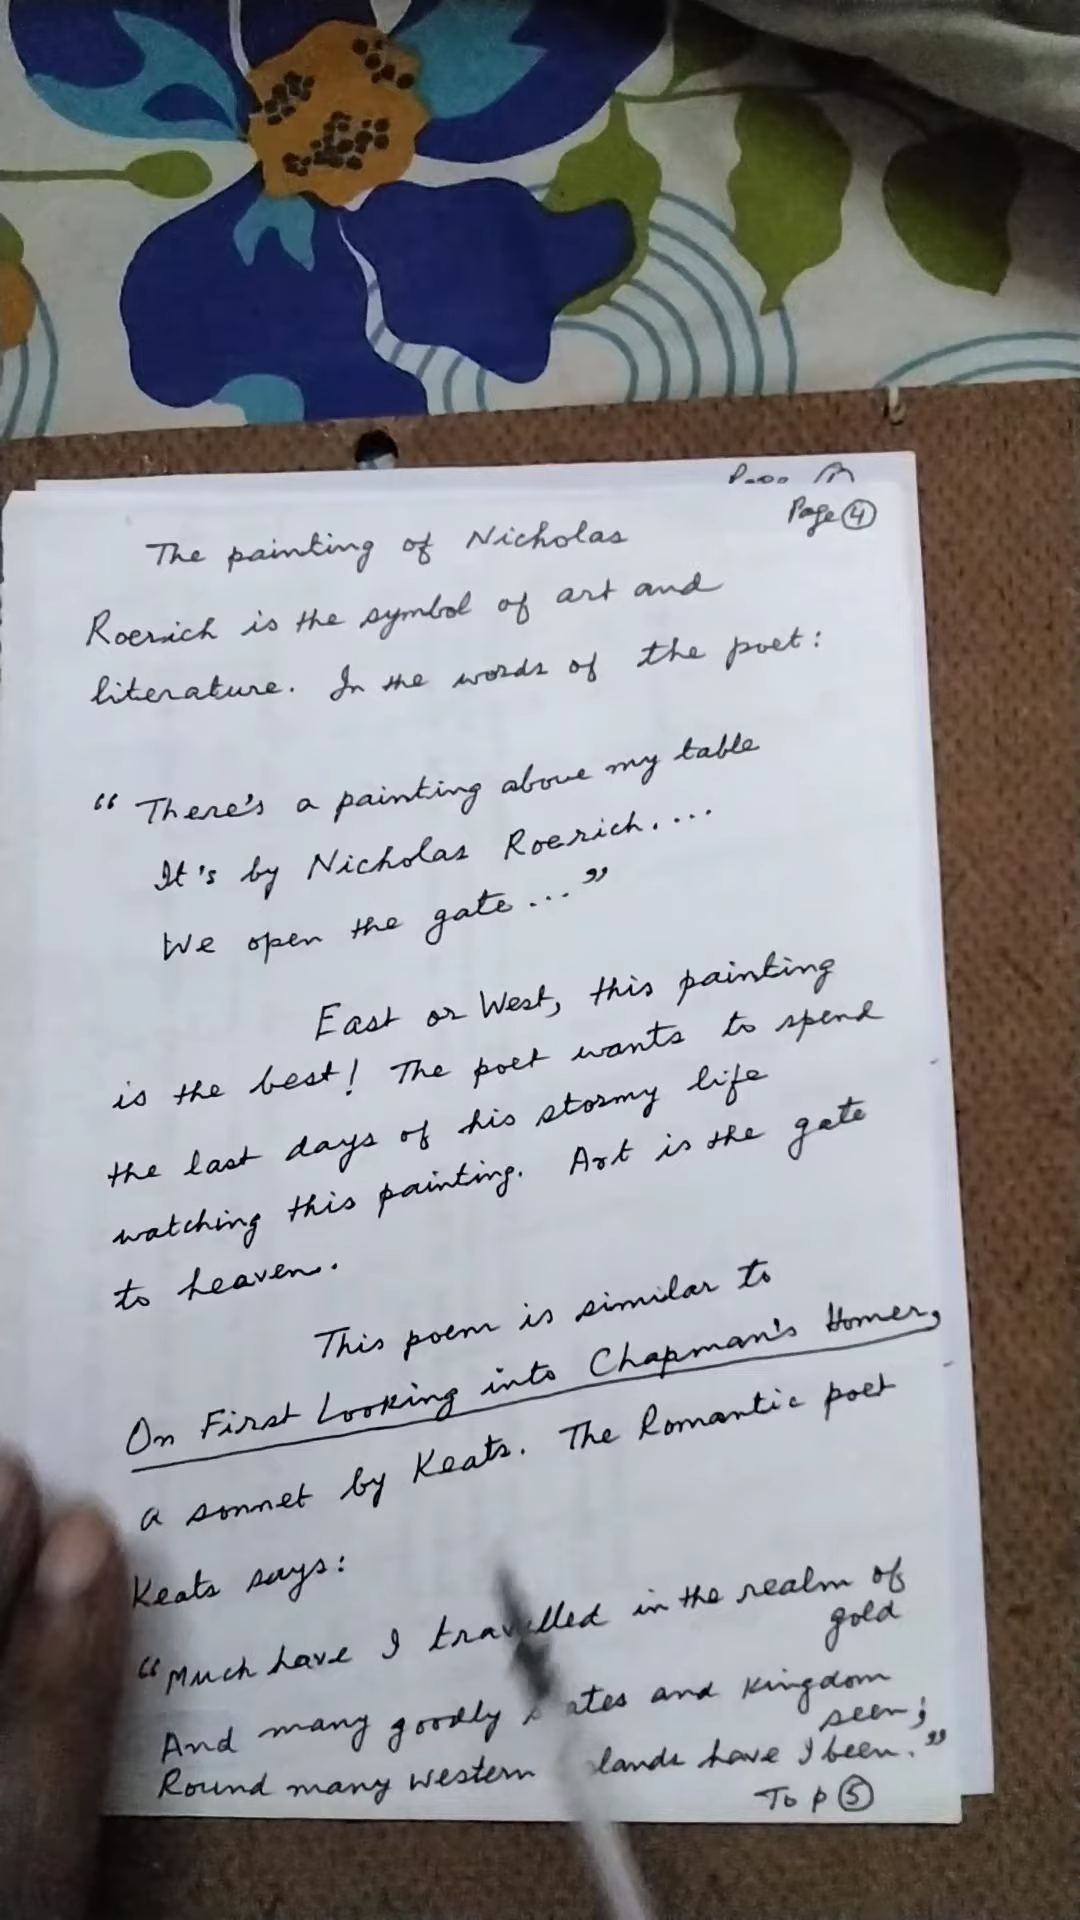 Page 4
The painting of Nicholas
Roerich is the symbol of art and
literature. In the words of the poet:
"There's a painting above my table
It's by Nicholas Roerich....
We open the gate..."
East or West, this painting
is the best! The poet wants to spend
the last days of his stormy life
watching this painting. Art is the gate
to heaven.
This poem is similar to
On First Looking into Chapman's Homer,
a sonnet by Keats. The Romantic poet
Keats says:
"Much have I travelled in the realm of
gold
And many goodly and kingdom
seen;
Round many western have I been."
To p 5